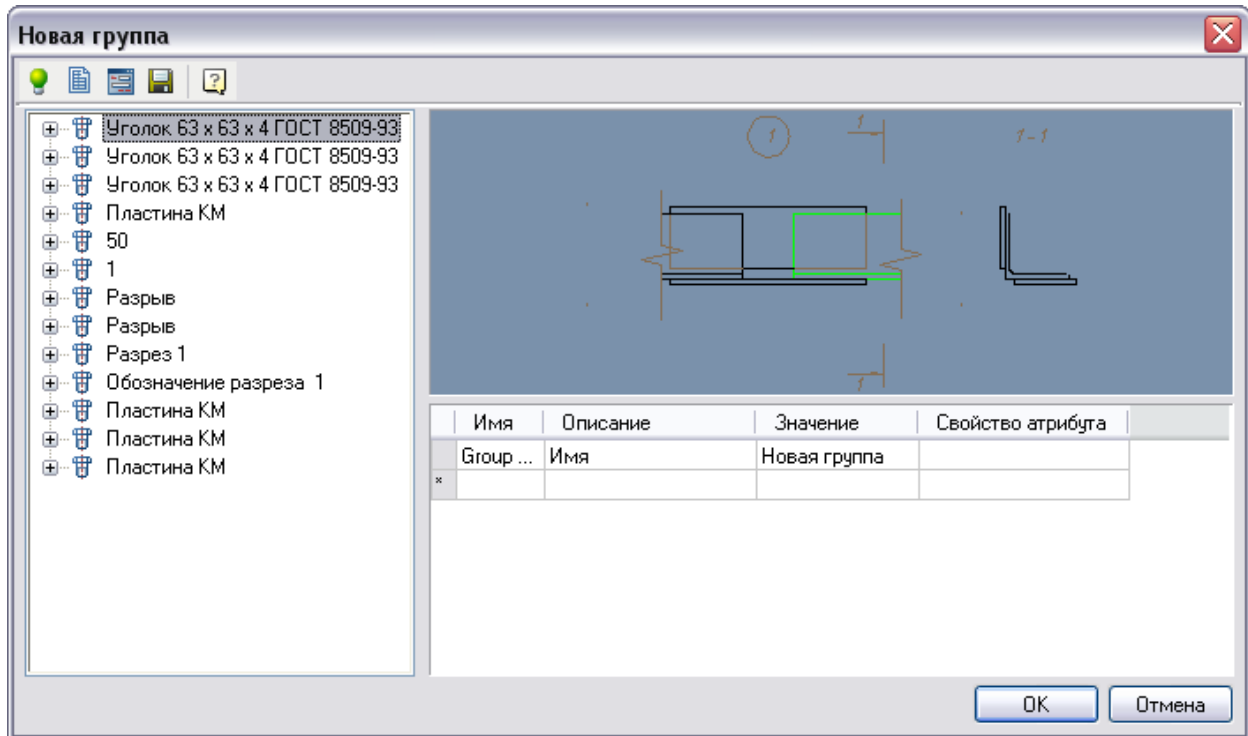 Новая группа
Уголок 63 x 63 x 4 ГОСТ 8509-93
Уголок 63 x 63 x 4 ГОСТ 8509-93
Уголок 63 x 63 x 4 ГОСТ 8509-93
Пластина КМ
50
1
Разрыв
Разрыв
Разрез 1
Обозначение разреза 1
Пластина КМ
Пластина КМ
Пластина КМ
1
1
1-1
1
Имя Описание Значение Свойство атрибута
Group ... Имя Новая группа
*
OK Отмена